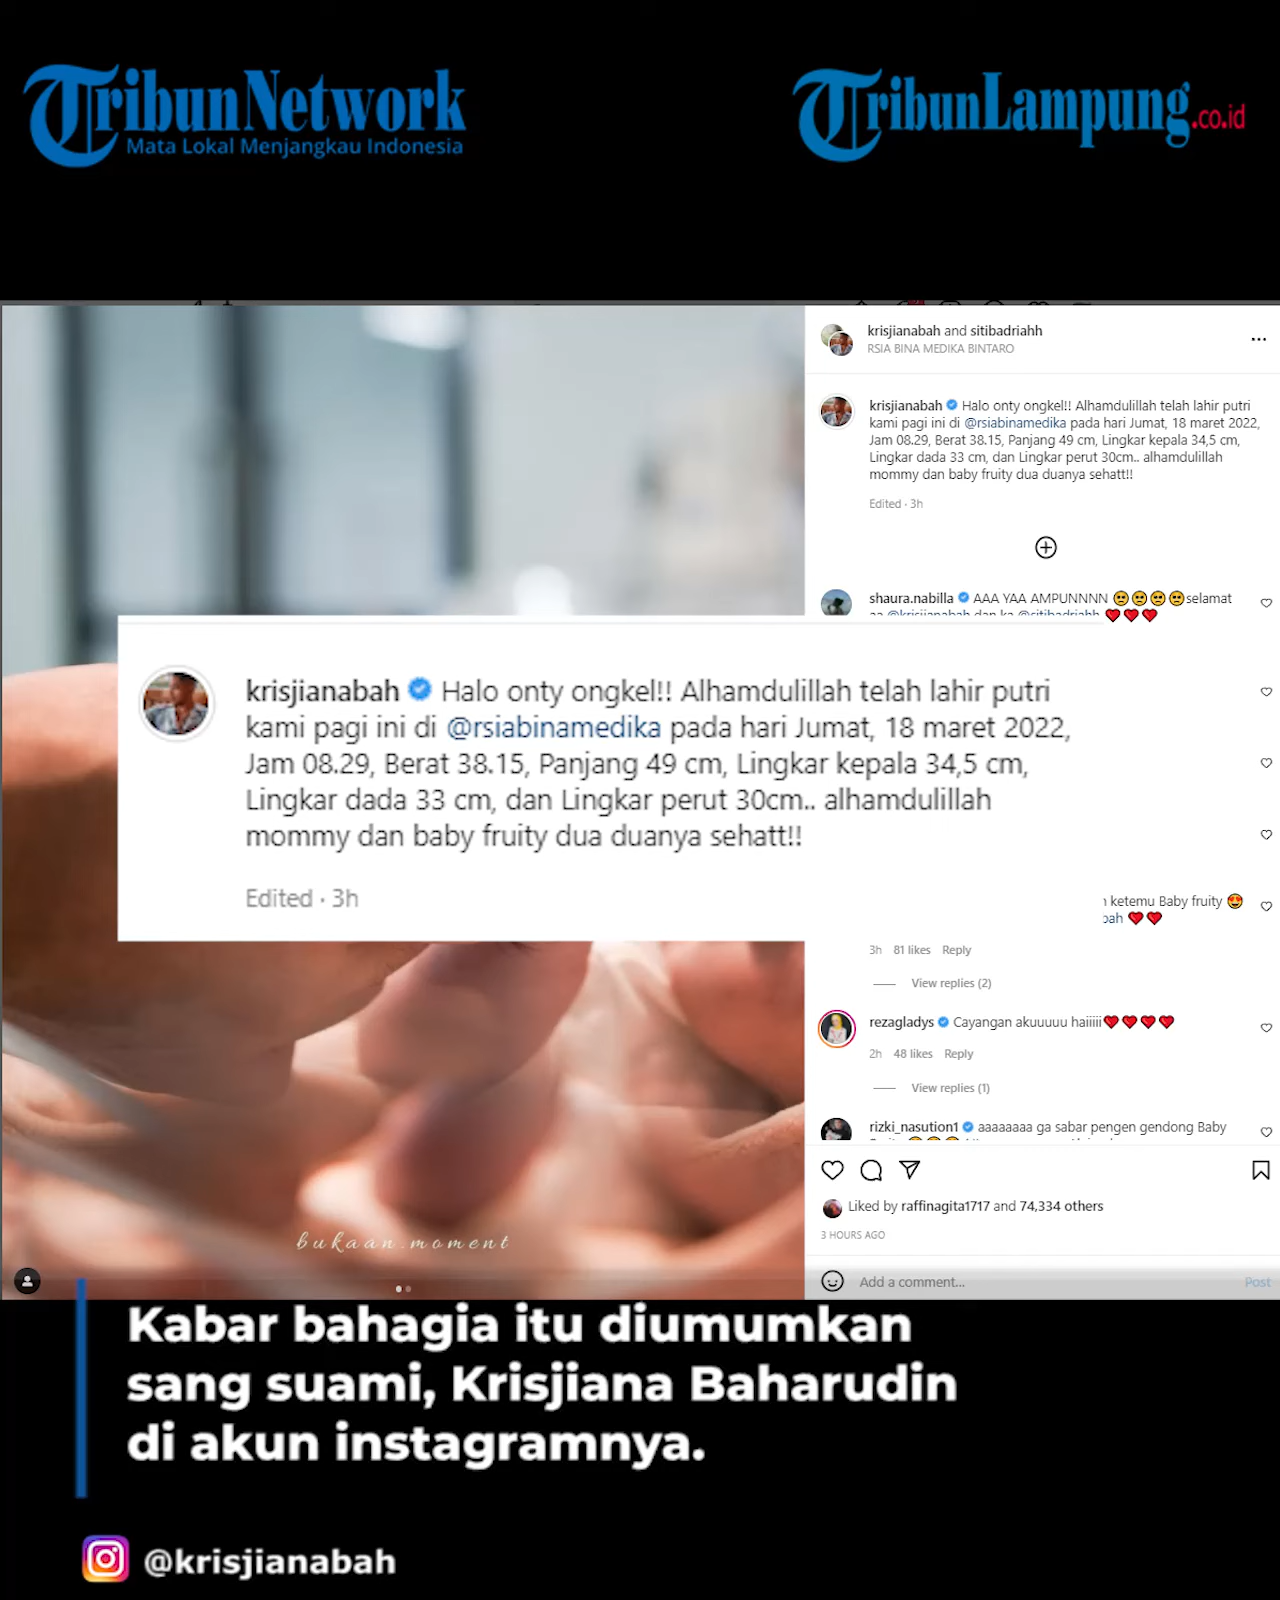 TribunNetwork
Mata Lokal Menjangkau Indonesia
TribunLampung.co.id
krisjianabah and sitibadriahh
RSIA BINA MEDIKA BINTARO
krisjianabah Halo onty ongkel!! Alhamdulillah telah lahir putri
kami pagi ini di @rsiabinamedika pada hari Jumat, 18 maret 2022,
Jam 08.29, Berat 38.15, Panjang 49 cm, Lingkar kepala 34,5 cm,
Lingkar dada 33 cm, dan Lingkar perut 30cm.. alhamdulillah
mommy dan baby fruity dua duanya sehatt!!
Edited · 3h
shaura.nabilla AAA YAA AMPUNNNN 🥺🥺🥺🥺selamat
aa @krisjianabah dan ka @sitibadriahh ❤❤❤
krisjianabah Halo onty ongkel!! Alhamdulillah telah lahir putri
kami pagi ini di @rsiabinamedika pada hari Jumat, 18 maret 2022,
Jam 08.29, Berat 38.15, Panjang 49 cm, Lingkar kepala 34,5 cm,
Lingkar dada 33 cm, dan Lingkar perut 30cm.. alhamdulillah
mommy dan baby fruity dua duanya sehatt!!
Edited · 3h
ketemu Baby fruity 😍
bah ❤❤
3h 81 likes Reply
View replies (2)
rezagladys Cayangan akuuuuu haiiiii❤❤❤❤
2h 48 likes Reply
View replies (1)
rizki_nasution1 aaaaaaaa ga sabar pengen gendong Baby
Liked by raffinagita1717 and 74,334 others
3 HOURS AGO
Add a comment... Post
bukaan.moment
Kabar bahagia itu diumumkan
sang suami, Krisjiana Baharudin
di akun instagramnya.
@krisjianabah